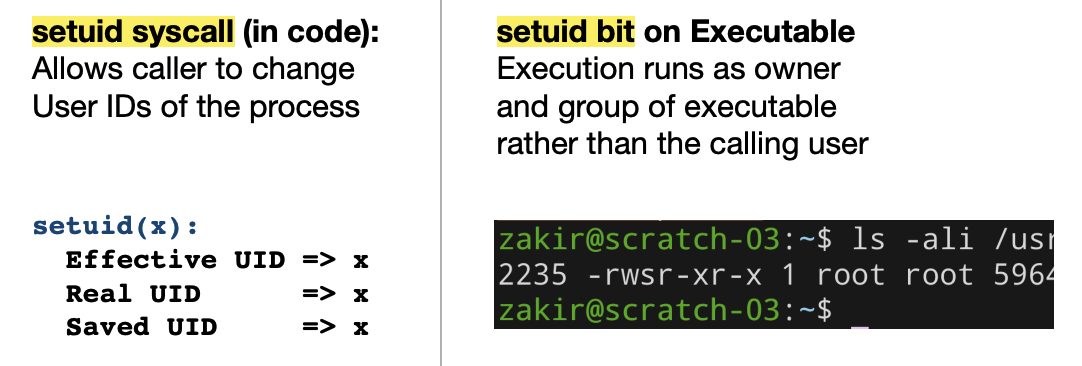 setuid syscall (in code):
Allows caller to change
User IDs of the process
setuid(x):
Effective UID => x
Real UID => x
Saved UID => x
setuid bit on Executable
Execution runs as owner
and group of executable
rather than the calling user
zakir@scratch-03:~$ ls -ali /usr
2235 -rwsr-xr-x 1 root root 5964
zakir@scratch-03:~$